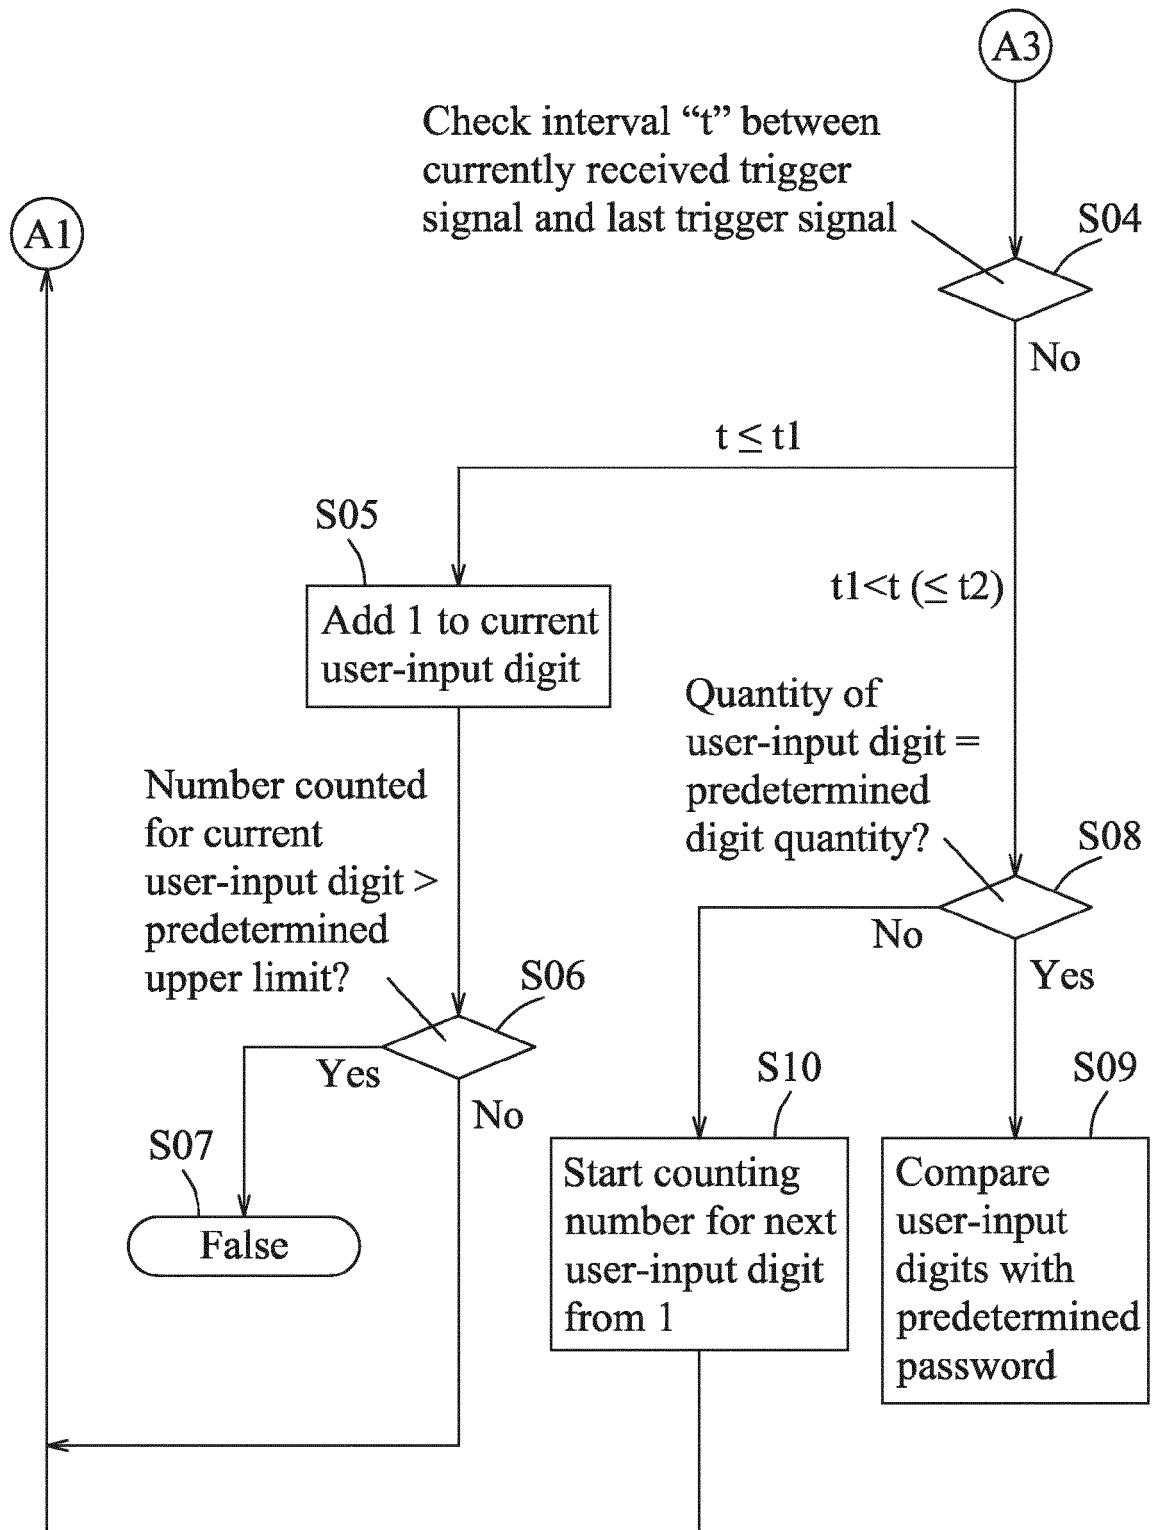 A3
Check interval “t” between
currently received trigger
signal and last trigger signal
A1
S04
No
t ≤ t1
S05
t1<t (≤ t2)
Add 1 to current
user-input digit
Quantity of
user-input digit =
predetermined
digit quantity?
Number counted
for current
user-input digit >
predetermined
upper limit?
S08
No
Yes
S06
Yes
No
S10
S09
S07
False
Start counting
number for next
user-input digit
from 1
Compare
user-input
digits with
predetermined
password